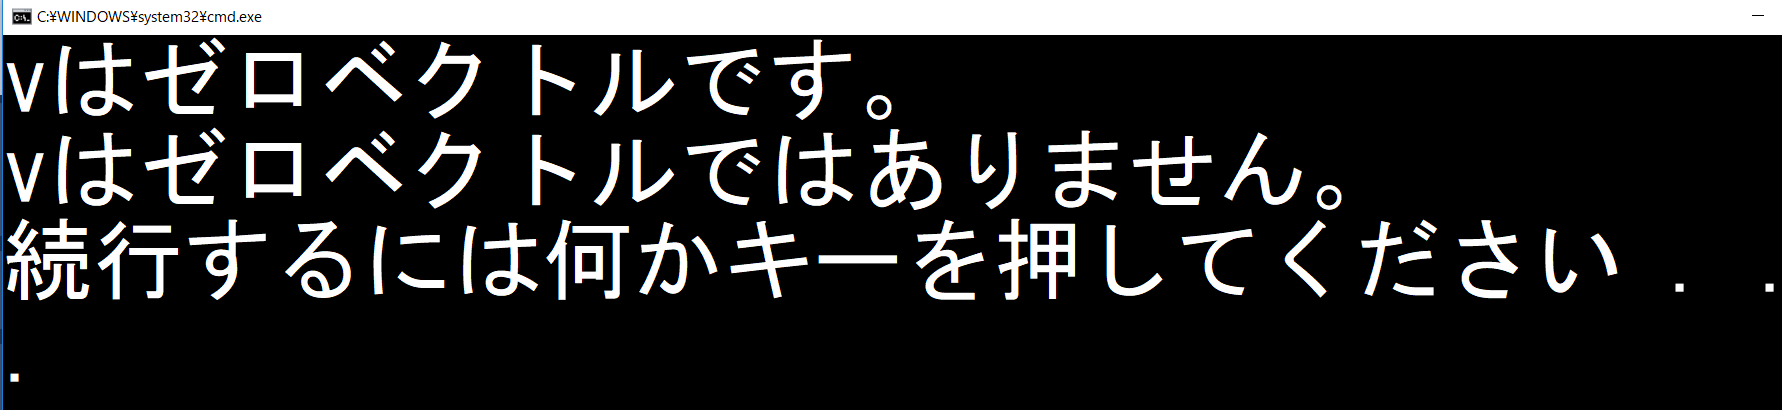 C:¥WINDOWS¥system32¥cmd.exe
vはゼロベクトルです。
vはゼロベクトルではありません。
続行するには何かキーを押してください . .
.